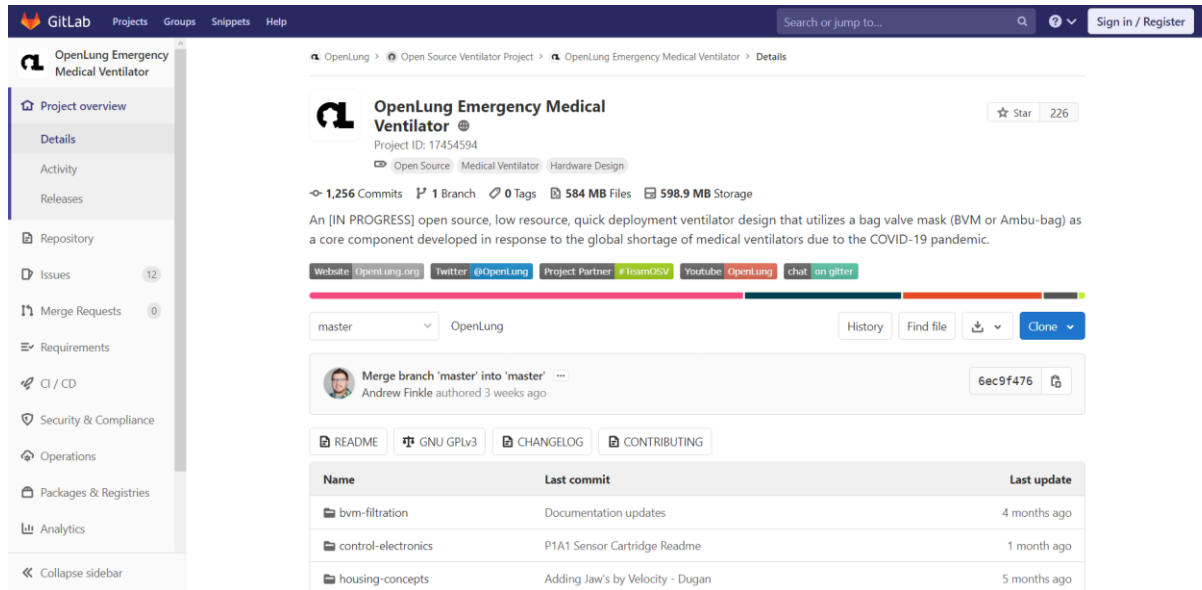 GitLab Projects Groups Snippets Help Search or jump to... Sign in / Register
OpenLung Emergency
Medical Ventilator
Project overview
Details
Activity
Releases
Repository
Issues 12
Merge Requests 0
Requirements
CI / CD
Security & Compliance
Operations
Packages & Registries
Analytics
Collapse sidebar
OpenLung > Open Source Ventilator Project > OpenLung Emergency Medical Ventilator > Details
OpenLung Emergency Medical
Ventilator
Star 226
Project ID: 17454594
Open Source Medical Ventilator Hardware Design
1,256 Commits 1 Branch 0 Tags 584 MB Files 598.9 MB Storage
An [IN PROGRESS] open source, low resource, quick deployment ventilator design that utilizes a bag valve mask (BVM or Ambu-bag) as
a core component developed in response to the global shortage of medical ventilators due to the COVID-19 pandemic.
Website OpenLung.org Twitter @OpenLung Project Partner #TeamOSV Youtube OpenLung chat on gitter
master OpenLung History Find file Clone
Merge branch 'master' into 'master' ...
Andrew Finkle authored 3 weeks ago
6ec9f476
README GNU GPLv3 CHANGELOG CONTRIBUTING
Name Last commit Last update
bvm-filtration Documentation updates 4 months ago
control-electronics P1A1 Sensor Cartridge Readme 1 month ago
housing-concepts Adding Jaw's by Velocity - Dugan 5 months ago